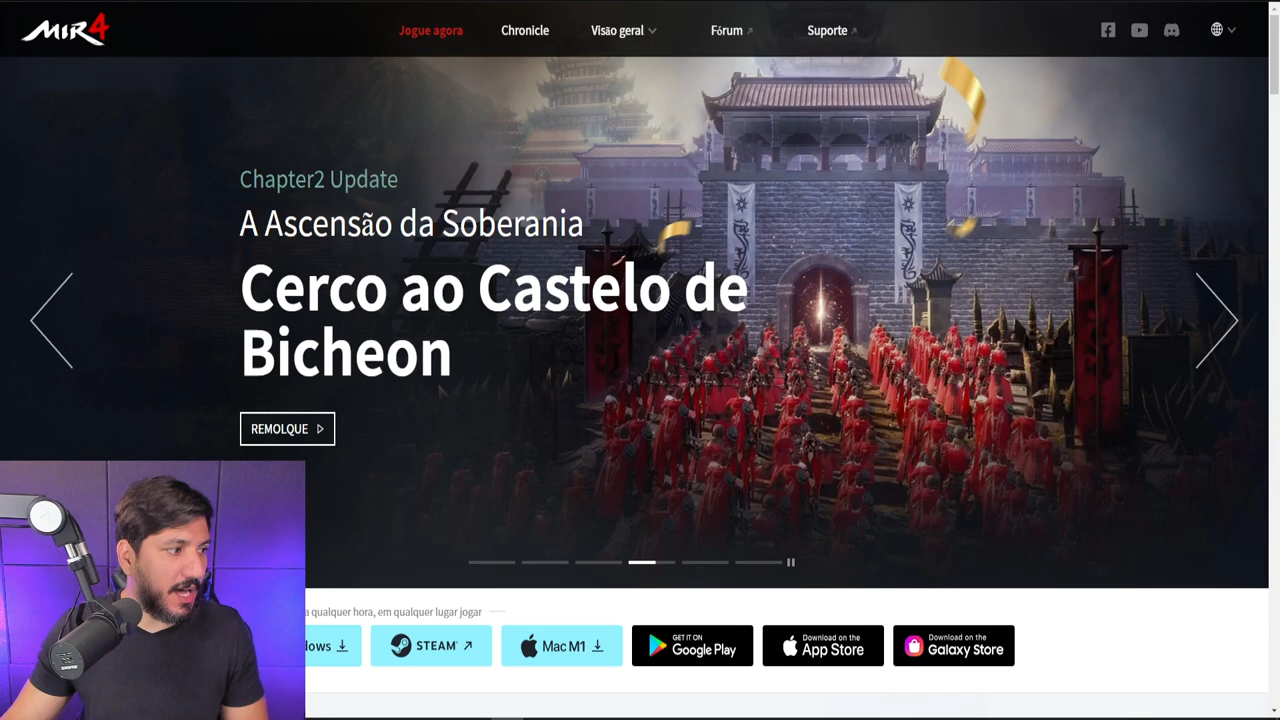 MIR4
Jogue agora
Chronicle
Visão geral
Fórum
Suporte
Chapter2 Update
A Ascensão da Soberania
Cerco ao Castelo de
Bicheon
REMOLQUE
a qualquer hora, em qualquer lugar jogar
lows
STEAM
Mac M1
GET IT ON
Google Play
Download on the
App Store
Download on the
Galaxy Store
SHURE